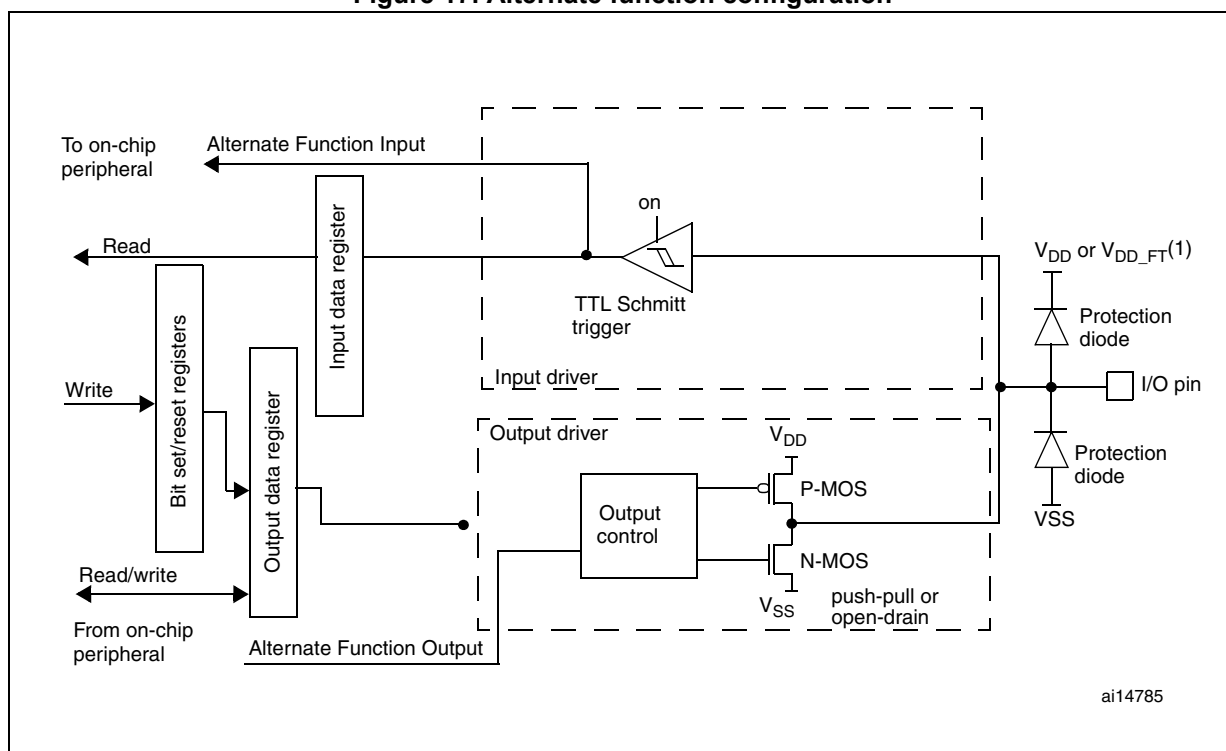 Figure 17. Alternate function configuration
To on-chip
peripheral
Alternate Function Input
on
Read
TTL Schmitt
trigger
Input data register
Input driver
VDD or VDD_FT(1)
Protection
diode
I/O pin
Protection
diode
VSS
Write
Bit set/reset registers
Output data register
Output driver
VDD
P-MOS
Output
control
N-MOS
VSS
push-pull or
open-drain
Read/write
From on-chip
peripheral
Alternate Function Output
ai14785